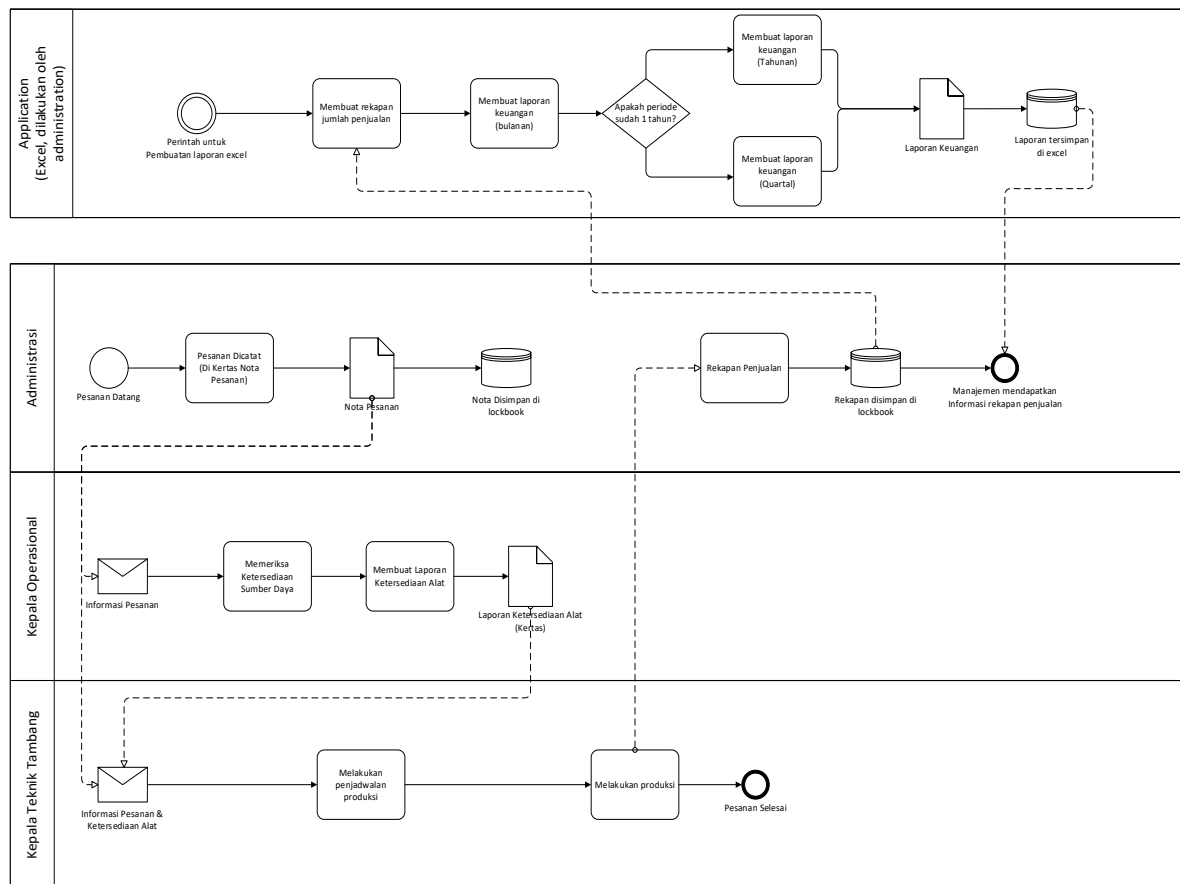 Application
(Excel, dilakukan oleh
administration)
Perintah untuk
Pembuatan laporan excel
Membuat rekapan
jumlah penjualan
Membuat laporan
keuangan
(bulanan)
Apakah periode
sudah 1 tahun?
Membuat laporan
keuangan
(Tahunan)
Membuat laporan
keuangan
(Quartal)
Laporan Keuangan
Laporan tersimpan
di excel
Administrasi
Pesanan Datang
Pesanan Dicatat
(Di Kertas Nota
Pesanan)
Nota Pesanan
Nota Disimpan di
lockbook
Rekapan Penjualan
Rekapan disimpan di
lockbook
Manajemen mendapatkan
Informasi rekapan penjualan
Kepala Operasional
Informasi Pesanan
Memeriksa
Ketersediaan
Sumber Daya
Membuat Laporan
Ketersediaan Alat
Laporan Ketersediaan Alat
(Kertas)
Kepala Teknik Tambang
Informasi Pesanan &
Ketersediaan Alat
Melakukan
penjadwalan
produksi
Melakukan produksi
Pesanan Selesai